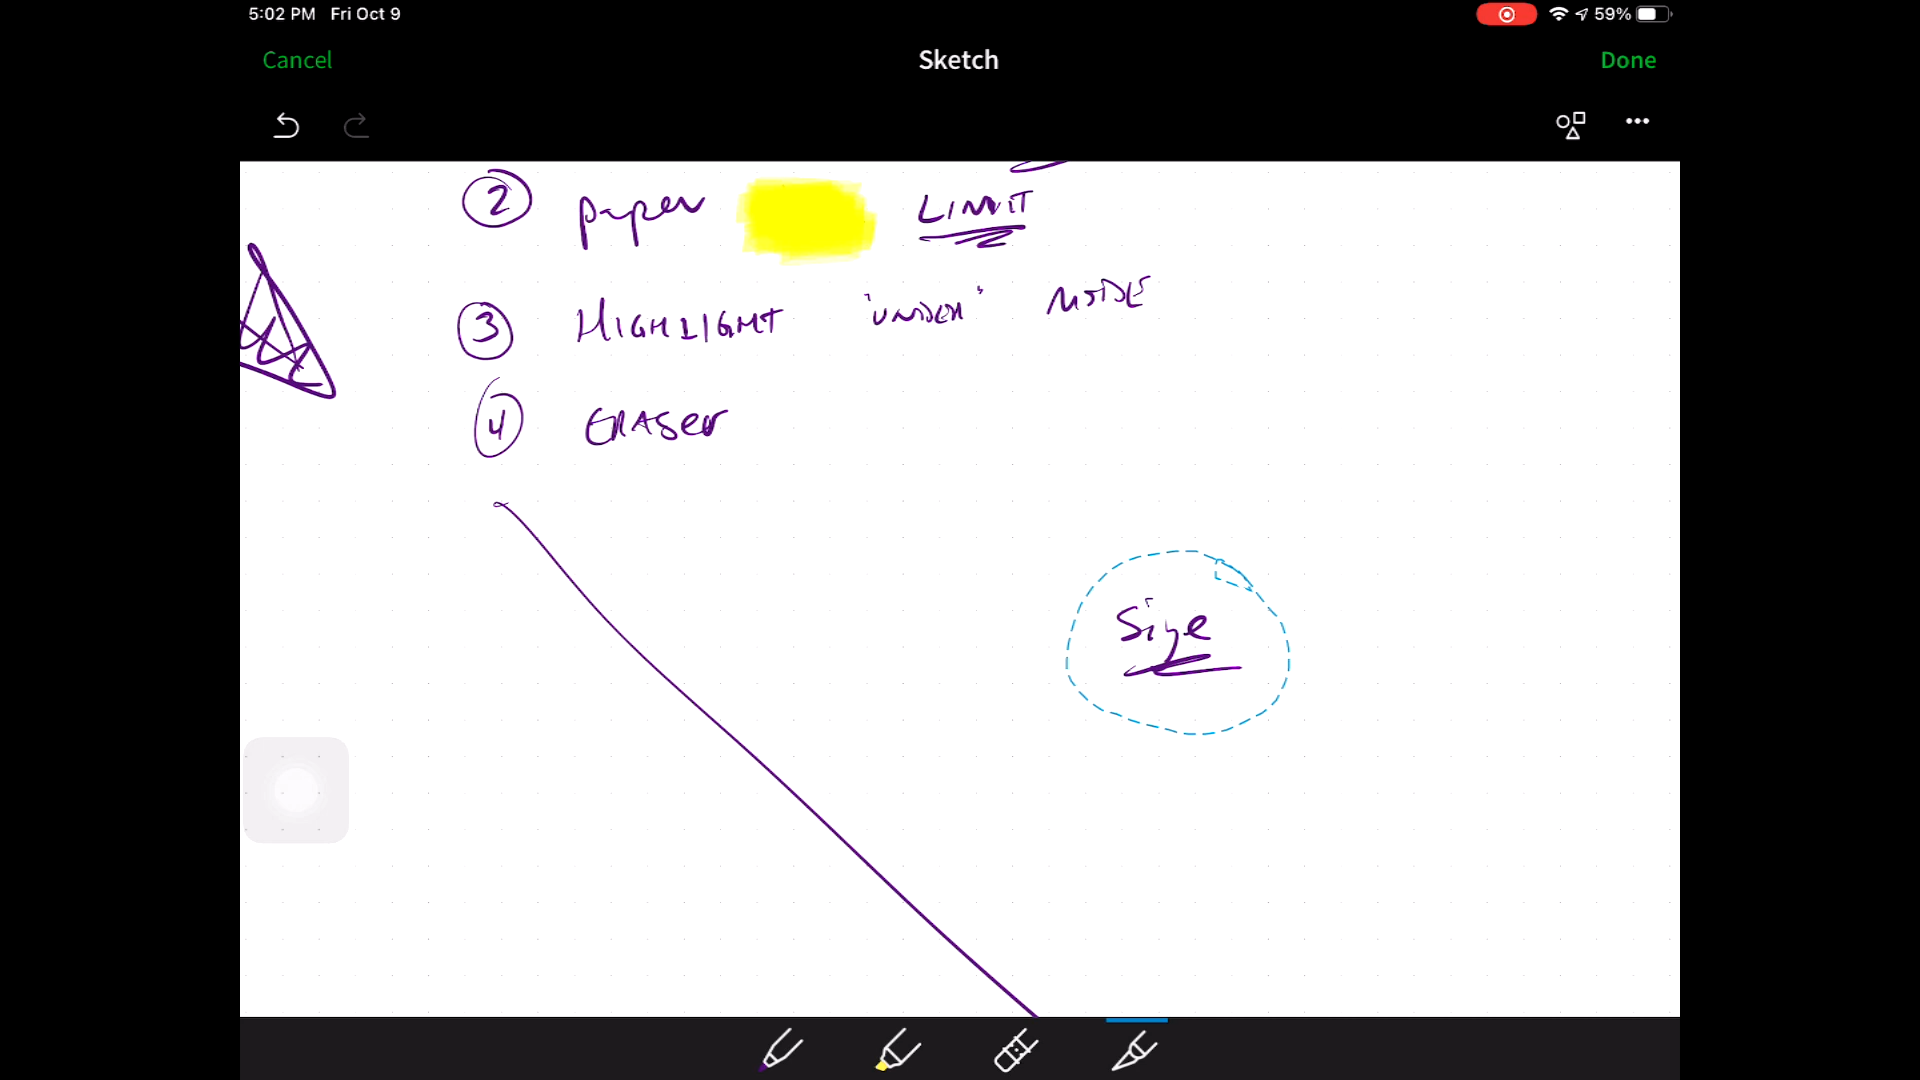 5:02 PM Fri Oct 9 59%
Cancel Sketch Done
2 Paper LIMIT
3 HIGHLIGHT "UNDER" MODE
4 ERASER
Size